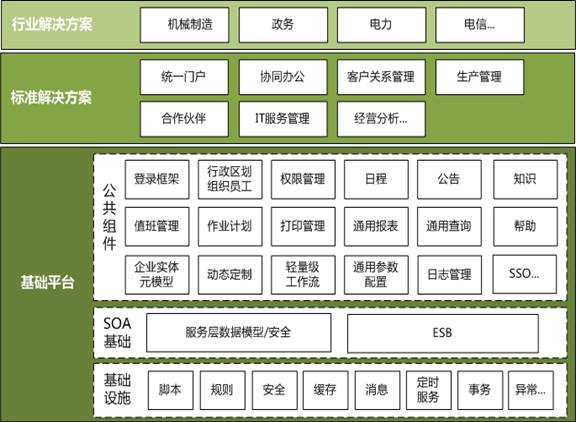 行业解决方案
机械制造
政务
电力
电信...
标准解决方案
统一门户
协同办公
客户关系管理
生产管理
合作伙伴
IT服务管理
经营分析...
基础平台
公共组件
登录框架
行政区划
组织员工
权限管理
日程
公告
知识
值班管理
作业计划
打印管理
通用报表
通用查询
帮助
企业实体
元模型
动态定制
轻量级
工作流
通用参数
配置
日志管理
SSO...
SOA
基础
服务层数据模型/安全
ESB
基础
设施
脚本
规则
安全
缓存
消息
定时
服务
事务
异常...